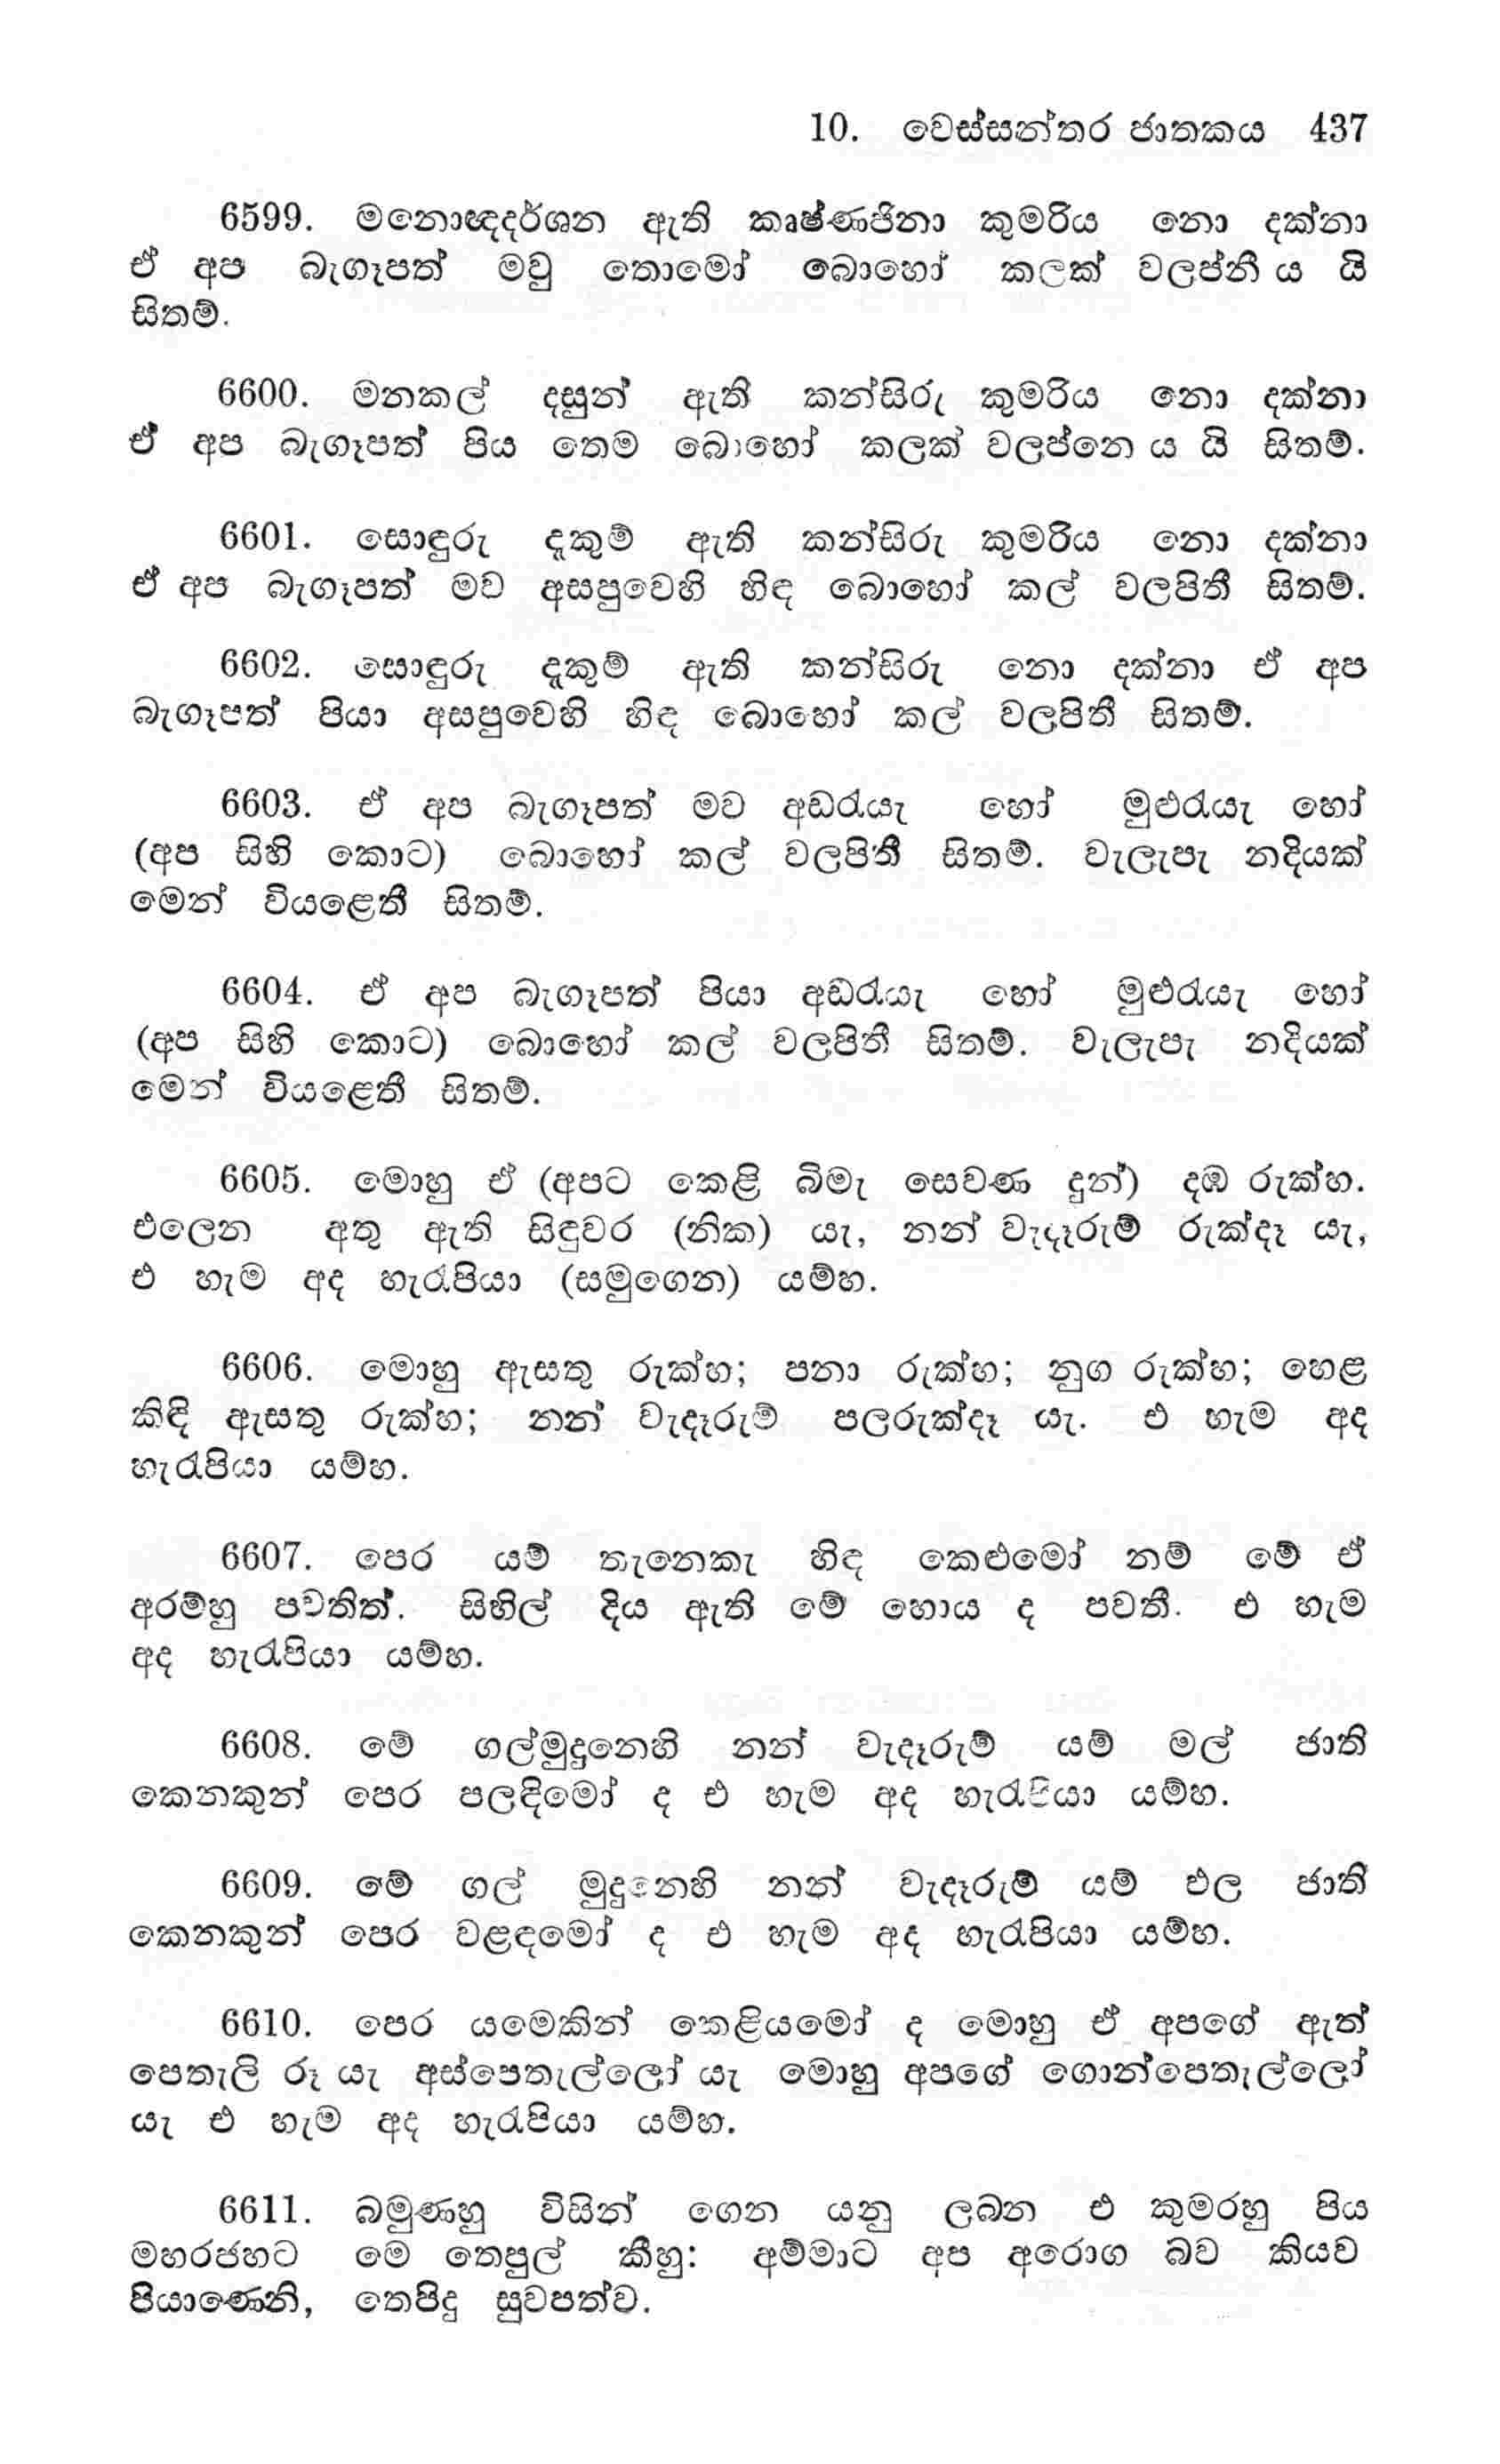 10. වෙස්සන්තර ජාතකය 437
6599. මනොඥදර්ශන ඇති කෘෂ්ණජිනා කුමරිය නො දක්නා
ඒ අප බැගෑපත් මවු තොමෝ බොහෝ කලක් වලප්නී ය යි
සිතම්.
6600. මනකල් දසුන් ඇති කන්සිරු කුමරිය නො දක්නා
ඒ අප බැගෑපත් පිය තෙම බොහෝ කලක් වලප්නෙ ය යි සිතම්.
6601. සොඳුරු දැකුම් ඇති කන්සිරු කුමරිය නො දක්නා
ඒ අප බැගෑපත් මව අසපුවෙහි හිඳ බොහෝ කල් වලපිතී සිතම්.
6602. සොඳුරු දැකුම් ඇති කන්සිරු නො දක්නා ඒ අප
බැගෑපත් පියා අසපුවෙහි හිඳ බොහෝ කල් වලපිතී සිතම්.
6603. ඒ අප බැගෑපත් මව අඩරැයැ හෝ මුළුරැයැ හෝ
(අප සිහි කොට) බොහෝ කල් වලපිතී සිතම්. වැලැපැ නදියක්
මෙන් වියළෙතී සිතම්.
6604. ඒ අප බැගෑපත් පියා අඩරැයැ හෝ මුළුරැයැ හෝ
(අප සිහි කොට) බොහෝ කල් වලපිතී සිතම්. වැලැපැ නදියක්
මෙන් වියළෙතී සිතම්.
6605. මොහු ඒ (අපට කෙළි බිමැ සෙවණ දුන්) දඹ රුක්හ.
එලෙන අතු ඇති සිඳුවර (නික) යැ, නන් වැදෑරුම් රුක්දෑ යැ,
එ හැම අද හැරැපියා (සමුගෙන) යම්හ.
6606. මොහු ඇසතු රුක්හ; පනා රුක්හ; නුග රුක්හ; හෙළ
කිඳි ඇසතු රුක්හ; නන් වැදෑරුම් පලරුක්දෑ යැ. එ හැම අද
හැරැපියා යම්හ.
6607. පෙර යම් තැනෙකැ හිඳ කෙළුමෝ නම් මේ ඒ
අරම්හු පවතිත්. සිහිල් දිය ඇති මේ හොය ද පවතී. එ හැම
අද හැරැපියා යම්හ.
6608. මේ ගල්මුදුනෙහි නන් වැදෑරුම් යම් මල් ජාති
කෙනකුන් පෙර පලඳිමෝ ද එ හැම අද හැරැපියා යම්හ.
6609. මේ ගල් මුදුනෙහි නන් වැදෑරුම් යම් ඵල ජාති
කෙනකුන් පෙර වළඳමෝ ද එ හැම අද හැරැපියා යම්හ.
6610. පෙර යමෙකින් කෙළියමෝ ද මොහු ඒ අපගේ ඇත්
පෙතැලි රූ යැ අස්පෙතැල්ලෝ යැ මොහු අපගේ ගොන්පෙතැල්ලෝ
යැ එ හැම අද හැරැපියා යම්හ.
6611. බමුණහු විසින් ගෙන යනු ලබන එ කුමරහු පිය
මහරජහට මෙ තෙපුල් කීහු: අම්මාට අප අරොග බව කියව
පියාණෙනි, තෙපිදු සුවපත්ව.